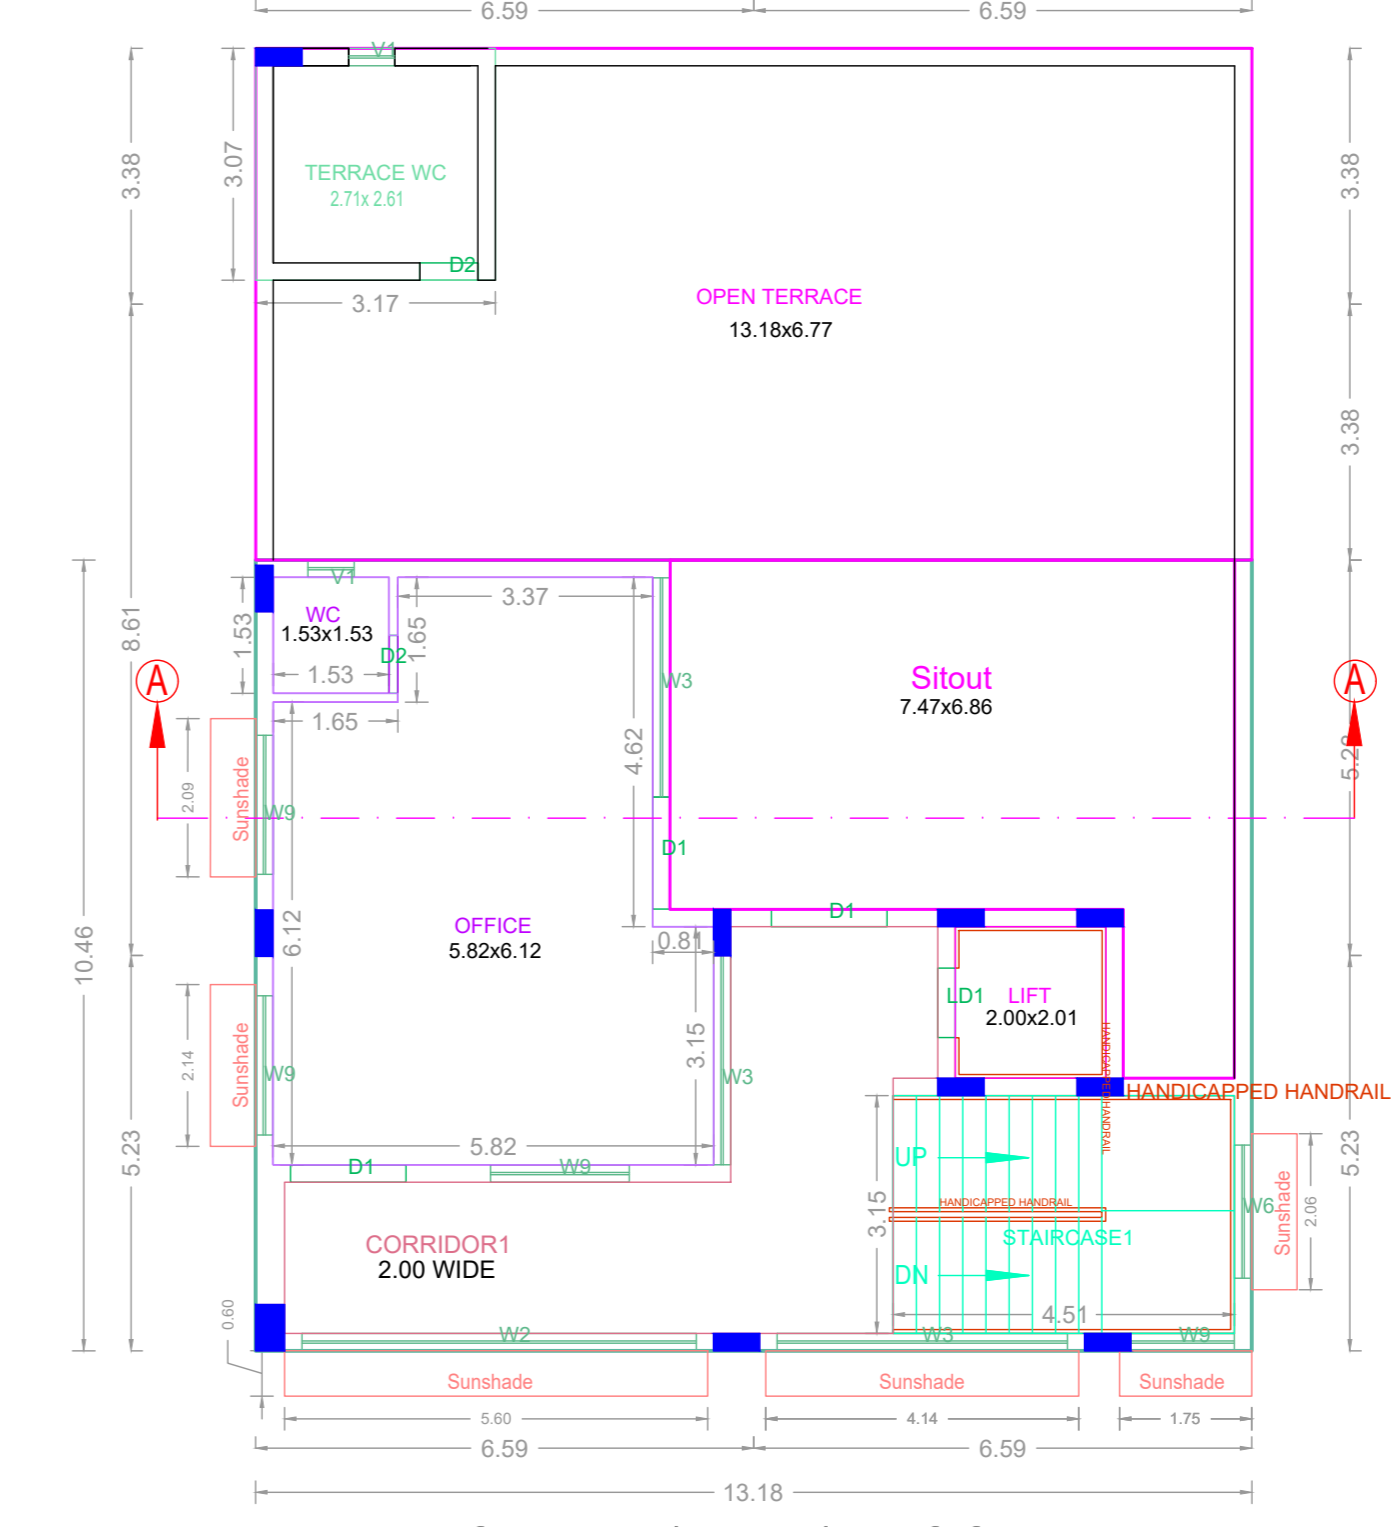 6.59
6.59
V1
3.38
3.07
3.38
TERRACE WC
2.71x 2.61
D2
3.17
OPEN TERRACE
13.18x6.77
3.38
V1
3.37
8.61
1.53
WC
1.53x1.53
1.65
D2
1.53
1.65
W3
Sitout
7.47x6.86
A
A
4.62
2.09
Sunshade
W9
D1
D1
10.46
6.12
OFFICE
5.82x6.12
0.81
LD1
LIFT
2.00x2.01
HANDICAPPED HANDRAIL
2.14
Sunshade
W9
3.15
W3
HANDICAPPED HANDRAIL
5.82
D1
W9
5.23
5.23
UP
HANDICAPPED HANDRAIL
3.15
STAIRCASE1
W6
Sunshade
2.06
CORRIDOR1
2.00 WIDE
DN
4.51
0.60
W2
W3
W9
Sunshade
Sunshade
Sunshade
5.60
4.14
1.75
6.59
6.59
13.18